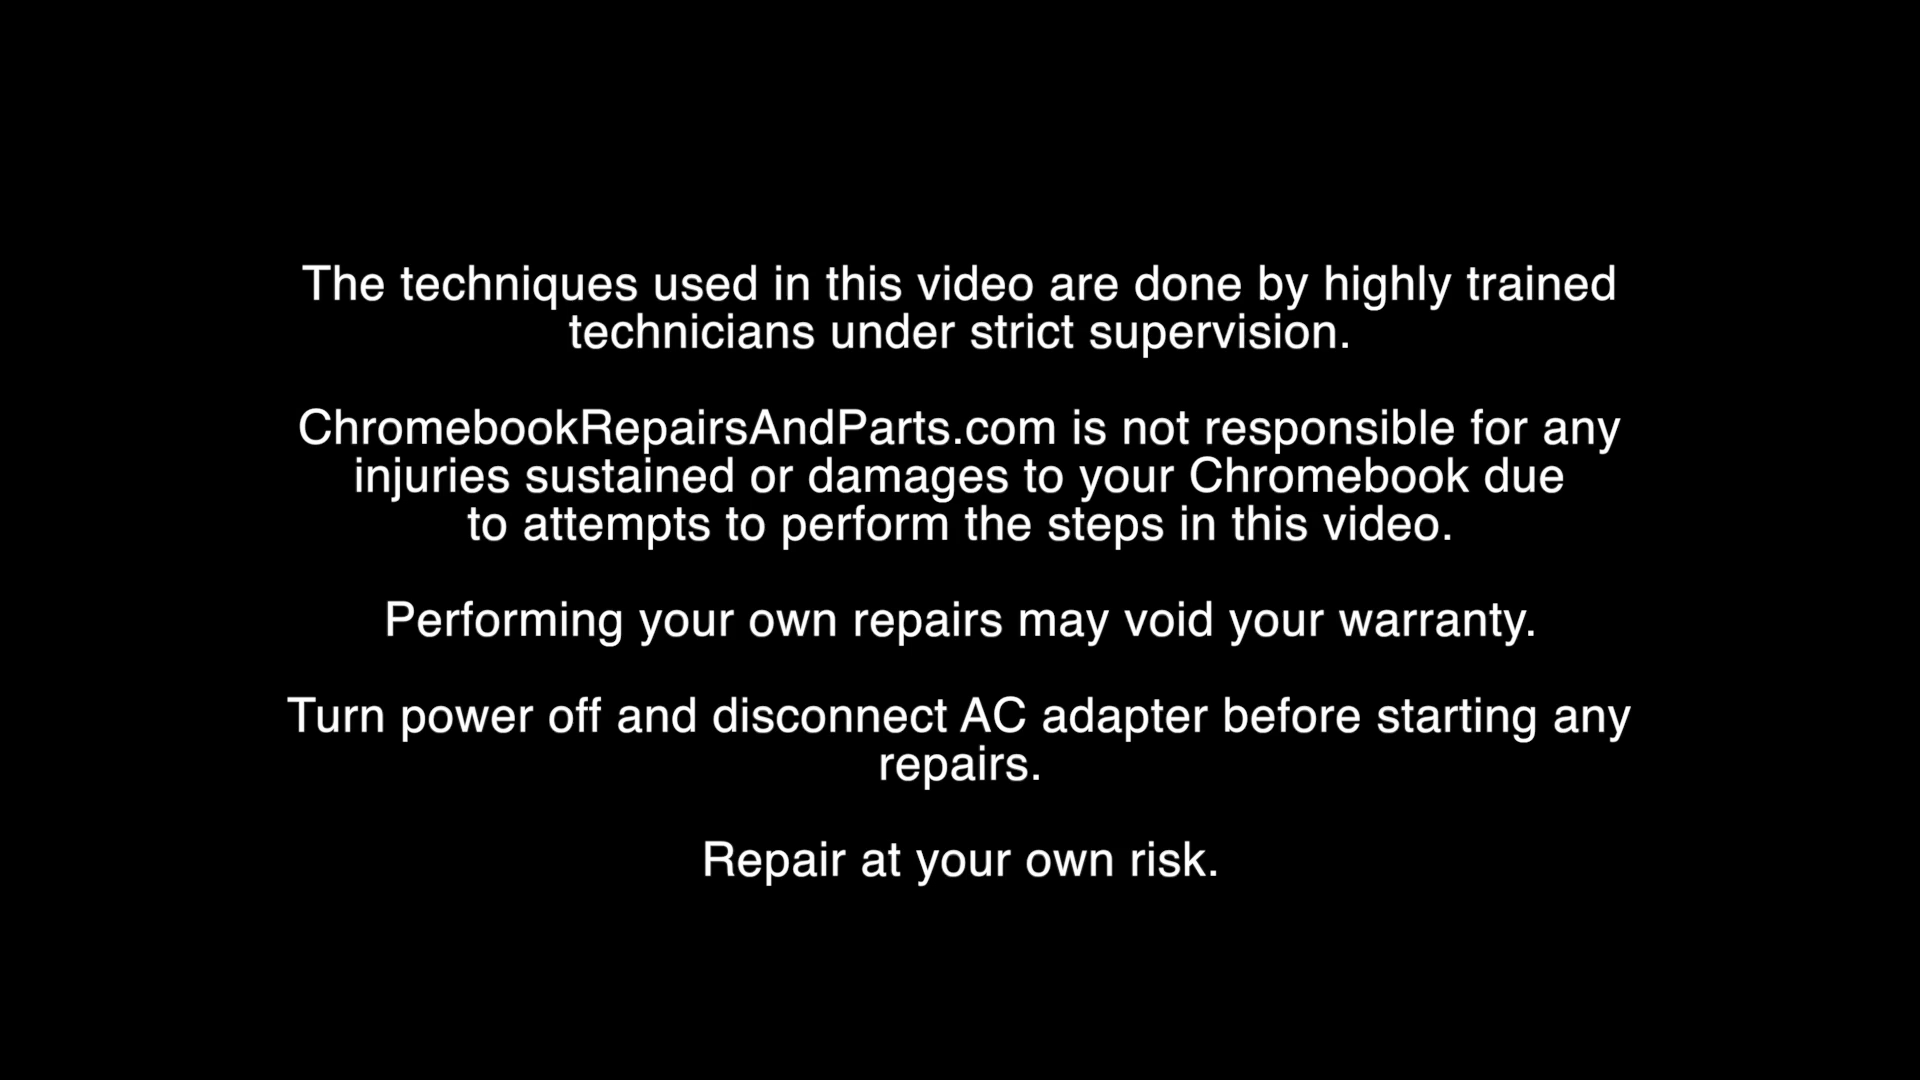 The techniques used in this video are done by highly trained
technicians under strict supervision.
ChromebookRepairsAndParts.com is not responsible for any
injuries sustained or damages to your Chromebook due
to attempts to perform the steps in this video.
Performing your own repairs may void your warranty.
Turn power off and disconnect AC adapter before starting any
repairs.
Repair at your own risk.